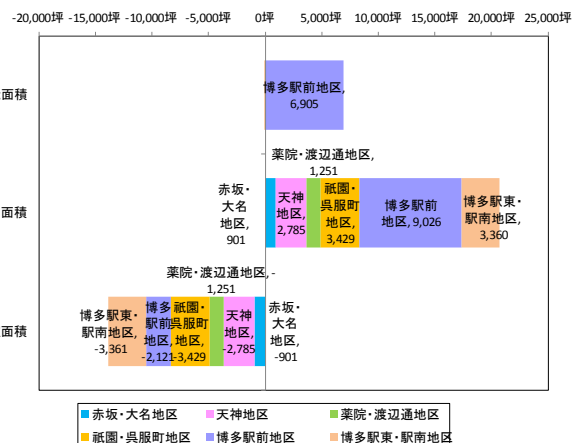 -20,000坪 -15,000坪 -10,000坪 -5,000坪 0坪 5,000坪 10,000坪 15,000坪 20,000坪 25,000坪
面積
博多駅前地区,
6,905
薬院・渡辺通地区,
1,251
面積
赤坂・
大名
地区,
901
天神
地区,
2,785
祇園・
呉服町
地区,
3,429
博多駅前
地区, 9,026
博多駅東・
駅南地区,
3,360
薬院・渡辺通地区, -
1,251
面積
博多駅東・
駅南地区,
-3,361
博多
駅前
地区,
-2,121
祇園・
呉服町
地区,
-3,429
天神
地区,
-2,785
赤坂・
大名
地区,
-901
赤坂・大名地区 天神地区 薬院・渡辺通地区
祇園・呉服町地区 博多駅前地区 博多駅東・駅南地区